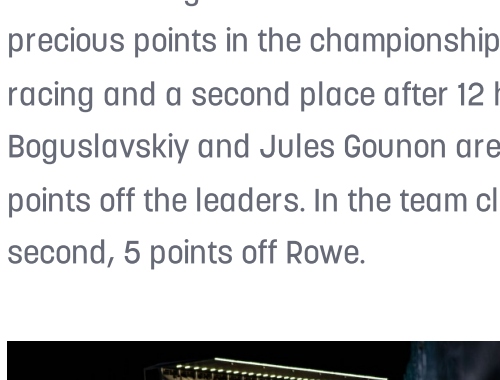 precious points in the championship
racing and a second place after 12
Boguslavskiy and Jules Gounon are
points off the leaders. In the team
second, 5 points off Rowe.